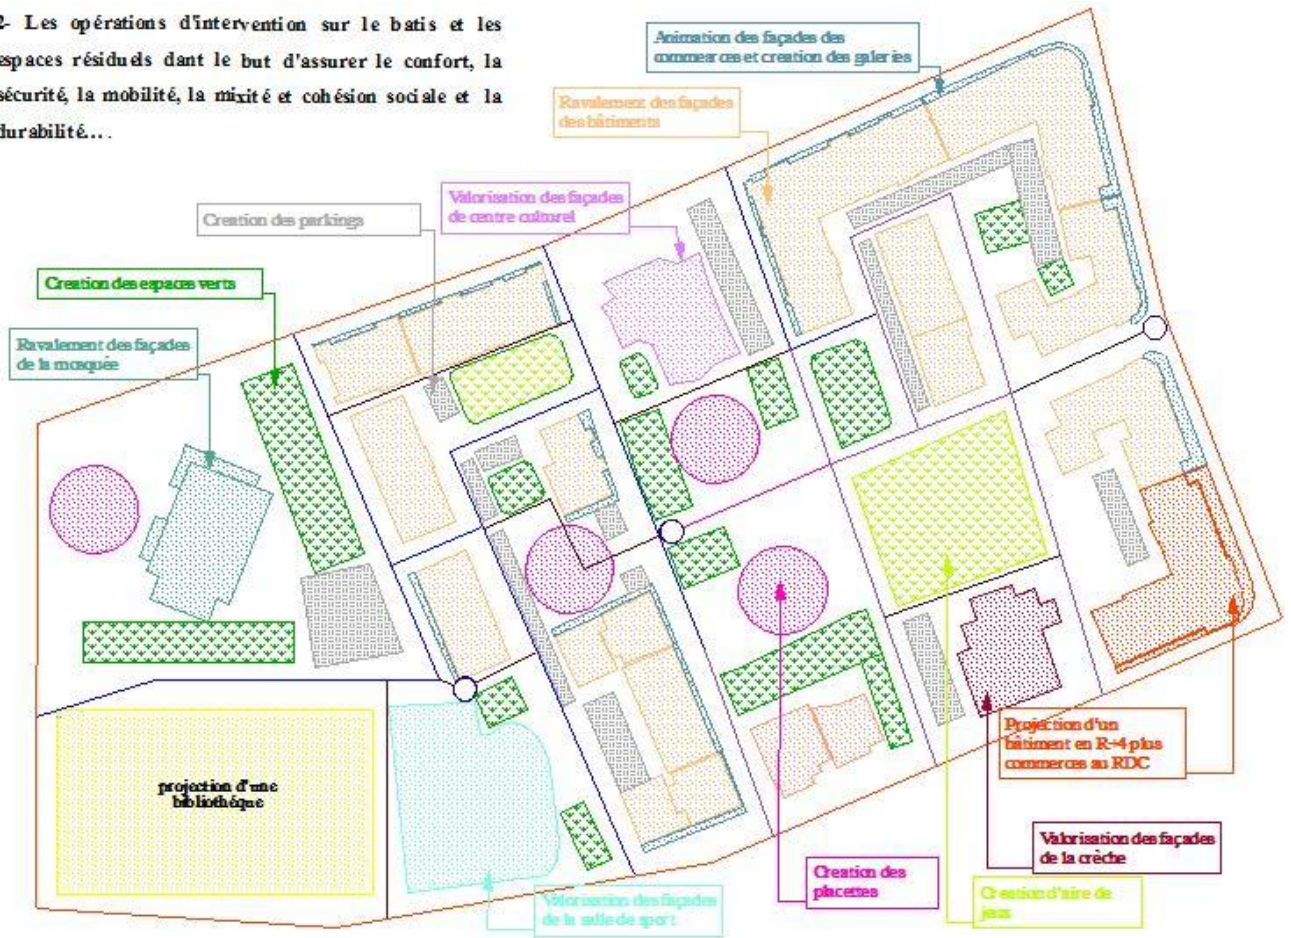 2- Les opérations d'intervention sur le batis et les
espaces résiduels dant le but d'assurer le confort, la
sécurité, la mobilité, la mixité et cohésion sociale et la
durabilité....
Animation des façades des
commerces et creation des galeries
Ravalement des façades
des bâtiments
Valorisation des façades
de centre culturel
Creation des parkings
Creation des espaces verts
Ravalement des façades
de la mosquée
projection d'une
bibliothéque
Projection d'un
bâtiment en R+4 plus
commerces au RDC
Valorisation des façades
de la crèche
Creation des
placettes
Creation d'aire de
jeux
Valorisation des façades
de la salle de sport